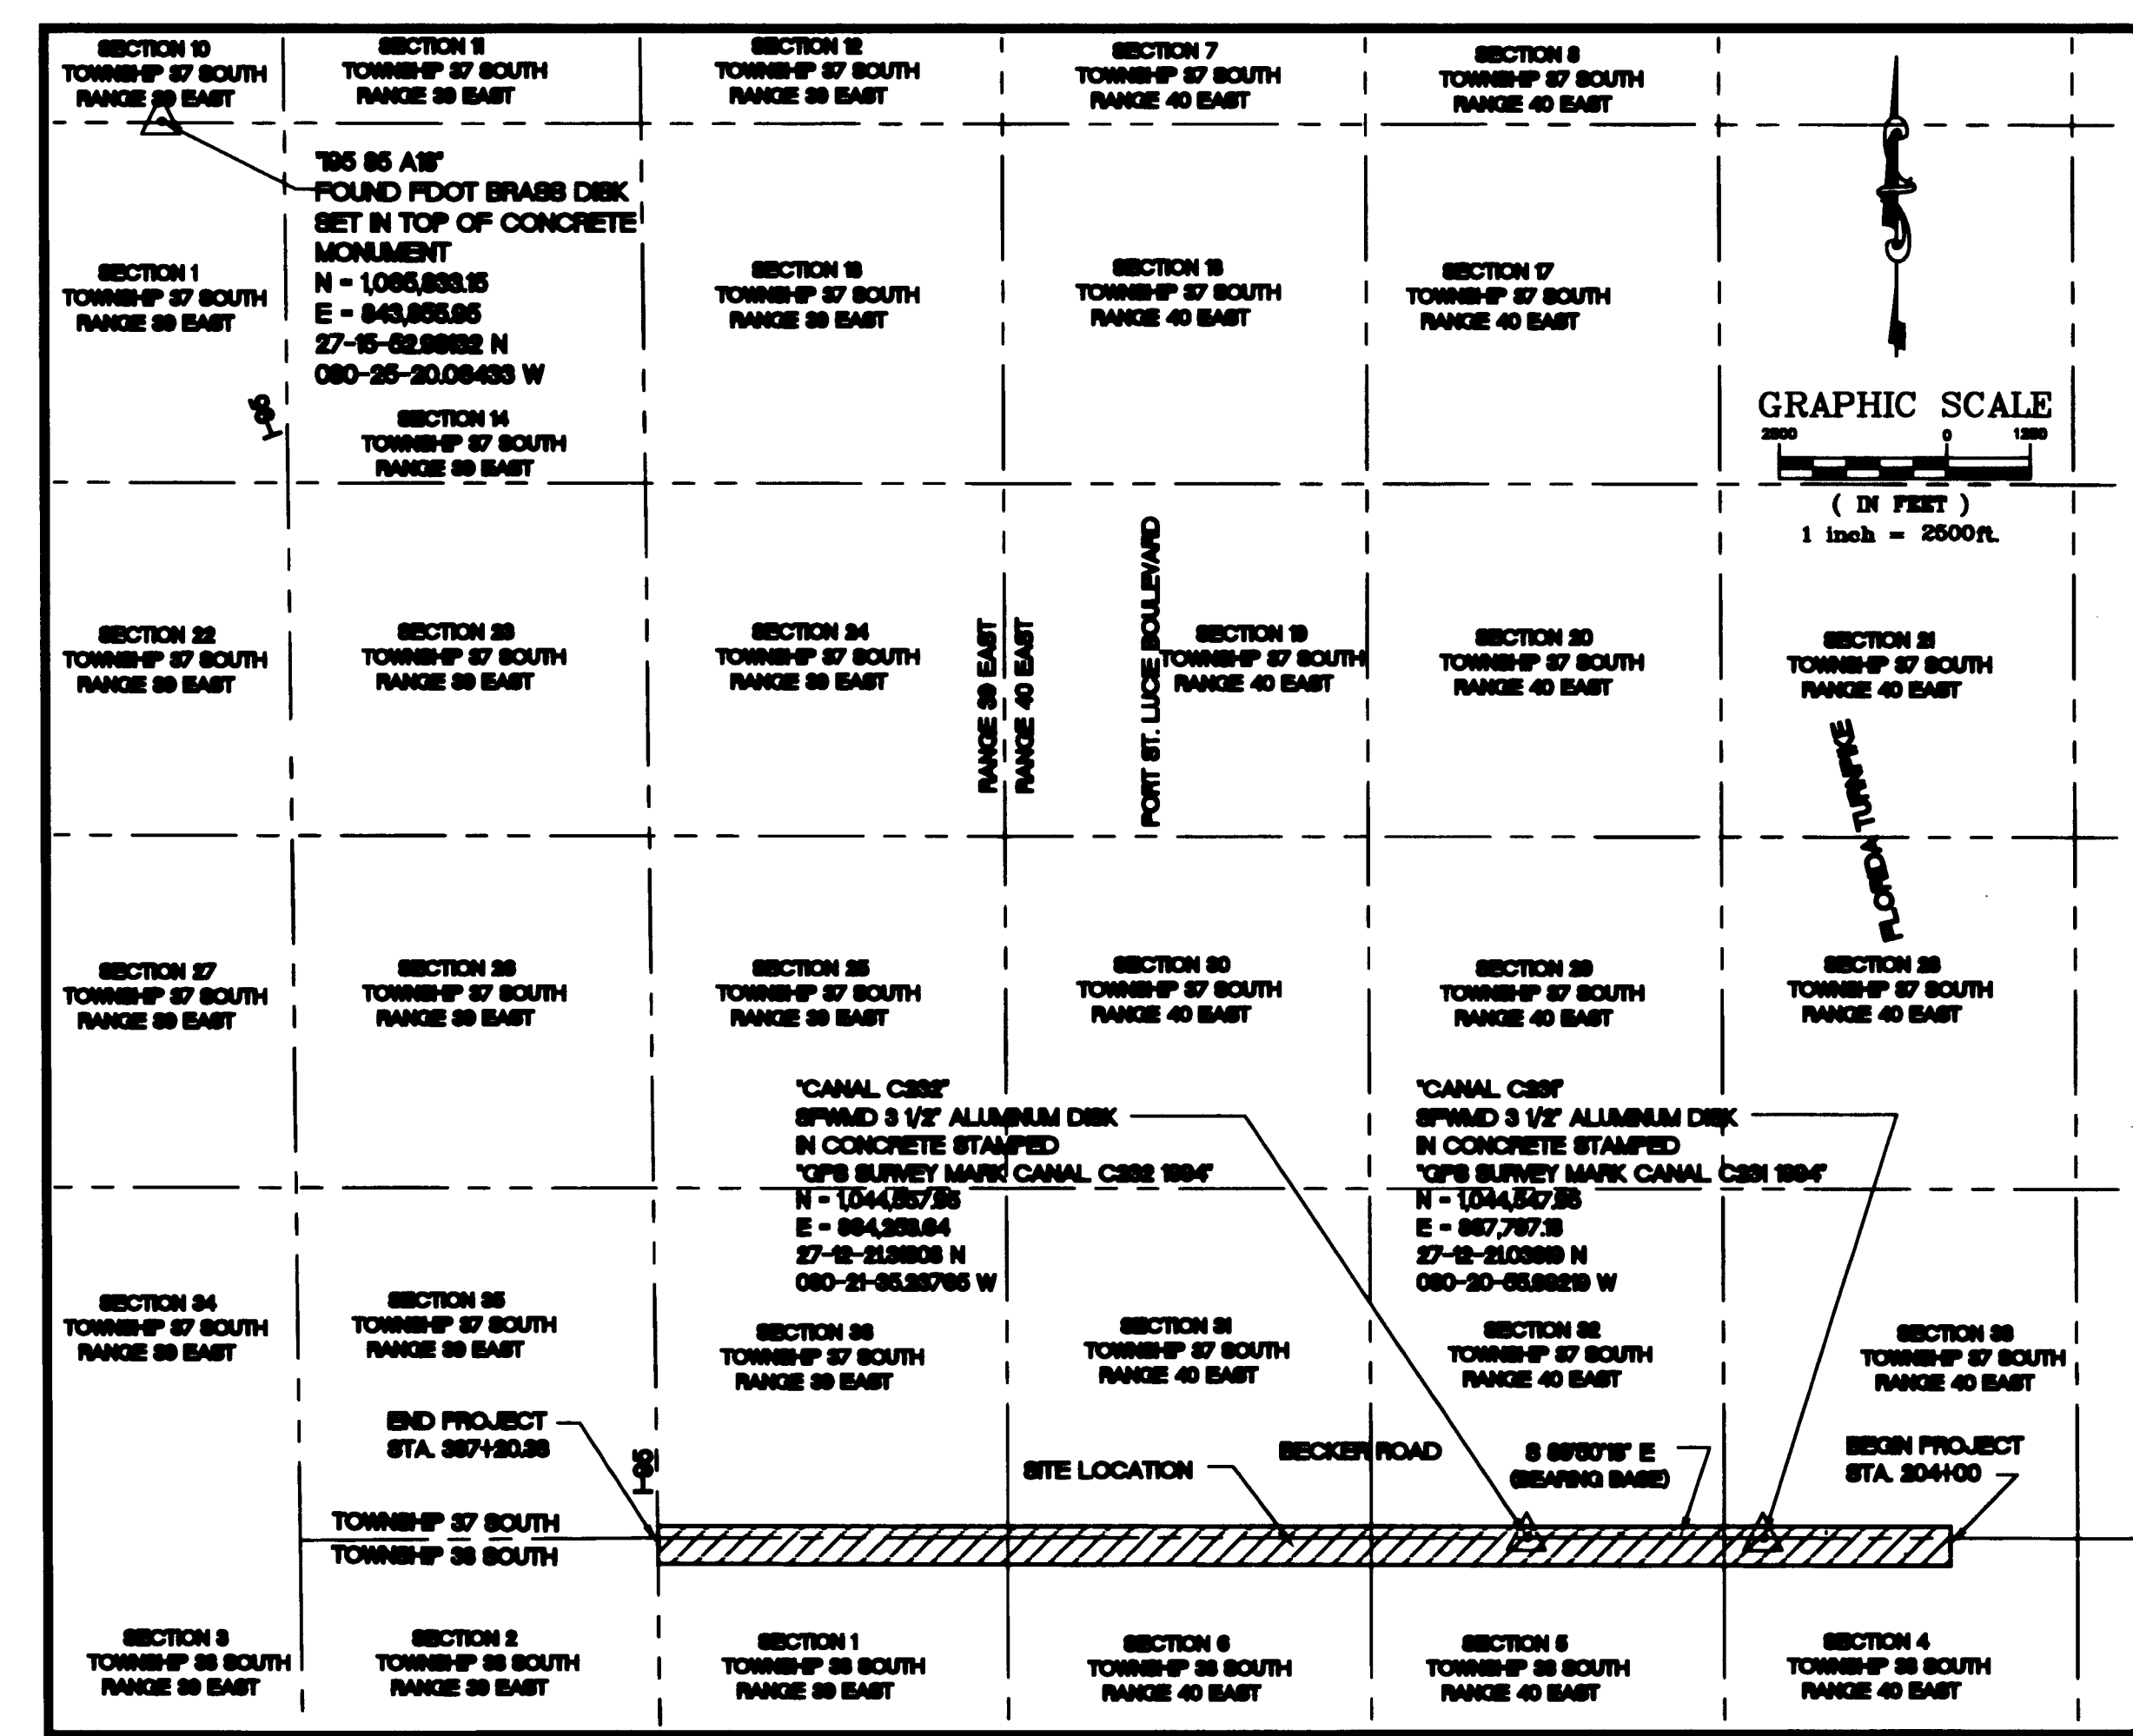 SECTION 10
TOWNSHIP 37 SOUTH
RANGE 39 EAST
SECTION 11
TOWNSHIP 37 SOUTH
RANGE 39 EAST
SECTION 12
TOWNSHIP 37 SOUTH
RANGE 39 EAST
SECTION 7
TOWNSHIP 37 SOUTH
RANGE 40 EAST
SECTION 8
TOWNSHIP 37 SOUTH
RANGE 40 EAST
FOUND FDOT BRASS DISK
SET IN TOP OF CONCRETE
MONUMENT
N =
E =
N
W
SECTION 1
TOWNSHIP 37 SOUTH
RANGE 39 EAST
I-95
SECTION 14
TOWNSHIP 37 SOUTH
RANGE 39 EAST
SECTION
TOWNSHIP 37 SOUTH
RANGE 39 EAST
SECTION
TOWNSHIP 37 SOUTH
RANGE 40 EAST
SECTION 17
TOWNSHIP 37 SOUTH
RANGE 40 EAST
GRAPHIC SCALE
2500 0 1250
( IN FEET )
1 inch = 2500ft.
SECTION 22
TOWNSHIP 37 SOUTH
RANGE 39 EAST
SECTION 23
TOWNSHIP 37 SOUTH
RANGE 39 EAST
SECTION 24
TOWNSHIP 37 SOUTH
RANGE 39 EAST
RANGE 39 EAST
RANGE 40 EAST
PORT ST. LUCIE BOULEVARD
SECTION 19
TOWNSHIP 37 SOUTH
RANGE 40 EAST
SECTION 20
TOWNSHIP 37 SOUTH
RANGE 40 EAST
SECTION 21
TOWNSHIP 37 SOUTH
RANGE 40 EAST
FLORIDA TURNPIKE
SECTION 27
TOWNSHIP 37 SOUTH
RANGE 39 EAST
SECTION 26
TOWNSHIP 37 SOUTH
RANGE 39 EAST
SECTION 25
TOWNSHIP 37 SOUTH
RANGE 39 EAST
SECTION 30
TOWNSHIP 37 SOUTH
RANGE 40 EAST
SECTION 29
TOWNSHIP 37 SOUTH
RANGE 40 EAST
SECTION 28
TOWNSHIP 37 SOUTH
RANGE 40 EAST
"CANAL C232"
SFWMD 3 1/2" ALUMINUM DISK
IN CONCRETE STAMPED
"GPS SURVEY MARK CANAL C232 1994"
N =
E =
N
W
"CANAL C231"
SFWMD 3 1/2" ALUMINUM DISK
IN CONCRETE STAMPED
"GPS SURVEY MARK CANAL C231 1994"
N =
E =
N
W
SECTION 34
TOWNSHIP 37 SOUTH
RANGE 39 EAST
SECTION 35
TOWNSHIP 37 SOUTH
RANGE 39 EAST
SECTION 36
TOWNSHIP 37 SOUTH
RANGE 39 EAST
SECTION 31
TOWNSHIP 37 SOUTH
RANGE 40 EAST
SECTION 32
TOWNSHIP 37 SOUTH
RANGE 40 EAST
SECTION 33
TOWNSHIP 37 SOUTH
RANGE 40 EAST
END PROJECT
STA.
I-95
SITE LOCATION
BECKER ROAD
S E
(BEARING BASE)
BEGIN PROJECT
STA. 204+00
TOWNSHIP 37 SOUTH
TOWNSHIP 38 SOUTH
SECTION 3
TOWNSHIP 38 SOUTH
RANGE 39 EAST
SECTION 2
TOWNSHIP 38 SOUTH
RANGE 39 EAST
SECTION 1
TOWNSHIP 38 SOUTH
RANGE 39 EAST
SECTION 6
TOWNSHIP 38 SOUTH
RANGE 40 EAST
SECTION 5
TOWNSHIP 38 SOUTH
RANGE 40 EAST
SECTION 4
TOWNSHIP 38 SOUTH
RANGE 40 EAST